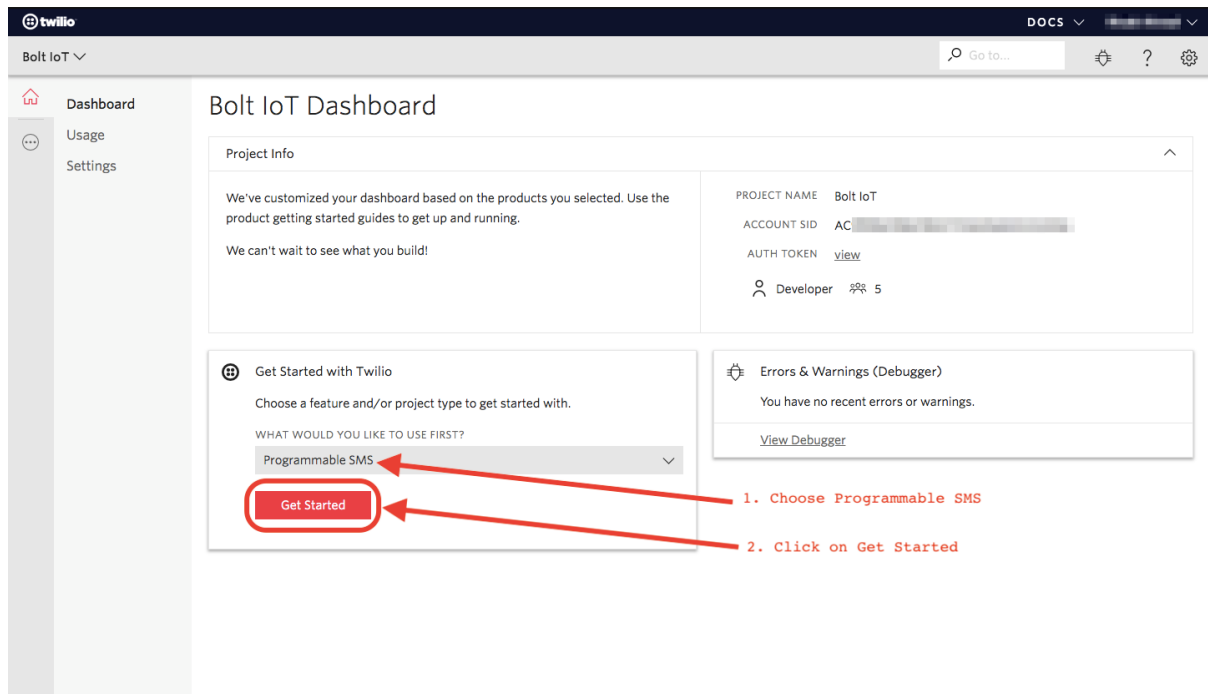 twilio
DOCS
Bolt IoT
Go to...
Dashboard
Usage
Settings
Bolt IoT Dashboard
Project Info
We've customized your dashboard based on the products you selected. Use the
product getting started guides to get up and running.
We can't wait to see what you build!
PROJECT NAME Bolt IoT
ACCOUNT SID AC
AUTH TOKEN view
Developer 5
Get Started with Twilio
Choose a feature and/or project type to get started with.
WHAT WOULD YOU LIKE TO USE FIRST?
Programmable SMS
Get Started
Errors & Warnings (Debugger)
You have no recent errors or warnings.
View Debugger
1. Choose Programmable SMS
2. Click on Get Started